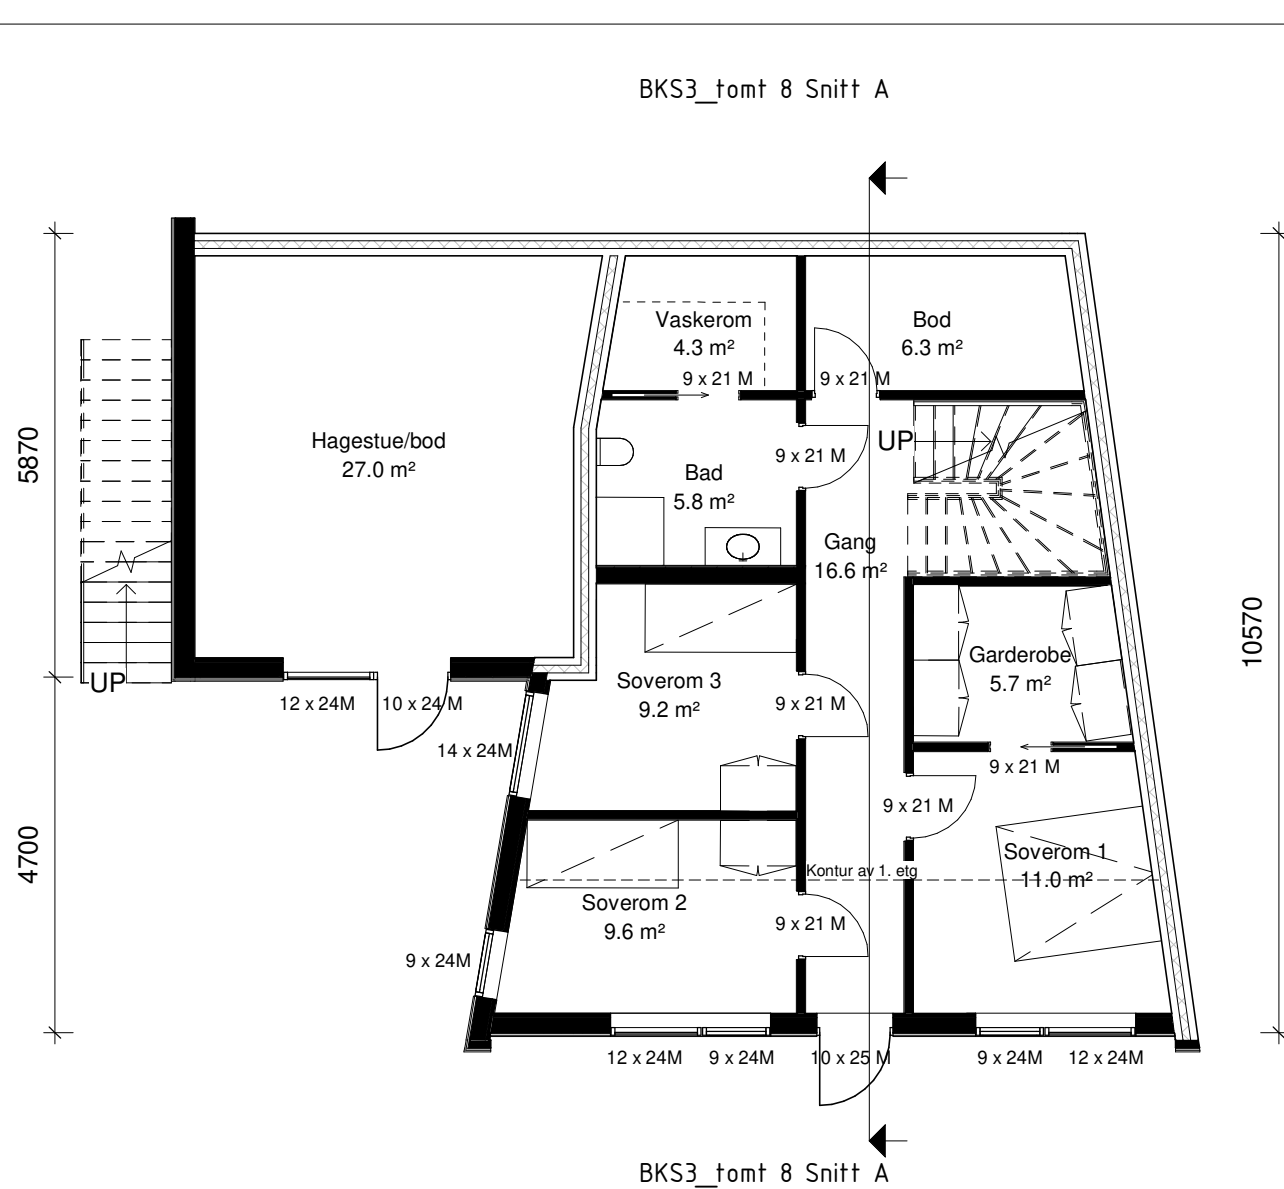 BKS3_tomt 8 Snitt A
Vaskerom
4.3 m²
9 x 21 M
Bod
6.3 m²
9 x 21 M
5870
Hagestue/bod
27.0 m²
Bad
5.8 m²
9 x 21 M
UP
Gang
16.6 m²
10570
UP
12 x 24M
10 x 24 M
14 x 24M
Soverom 3
9.2 m²
9 x 21 M
Garderobe
5.7 m²
9 x 21 M
9 x 21 M
4700
Soverom 1
11.0 m²
Kontur av 1. etg
Soverom 2
9.6 m²
9 x 21 M
9 x 24M
12 x 24M
9 x 24M
10 x 25 M
9 x 24M
12 x 24M
BKS3_tomt 8 Snitt A